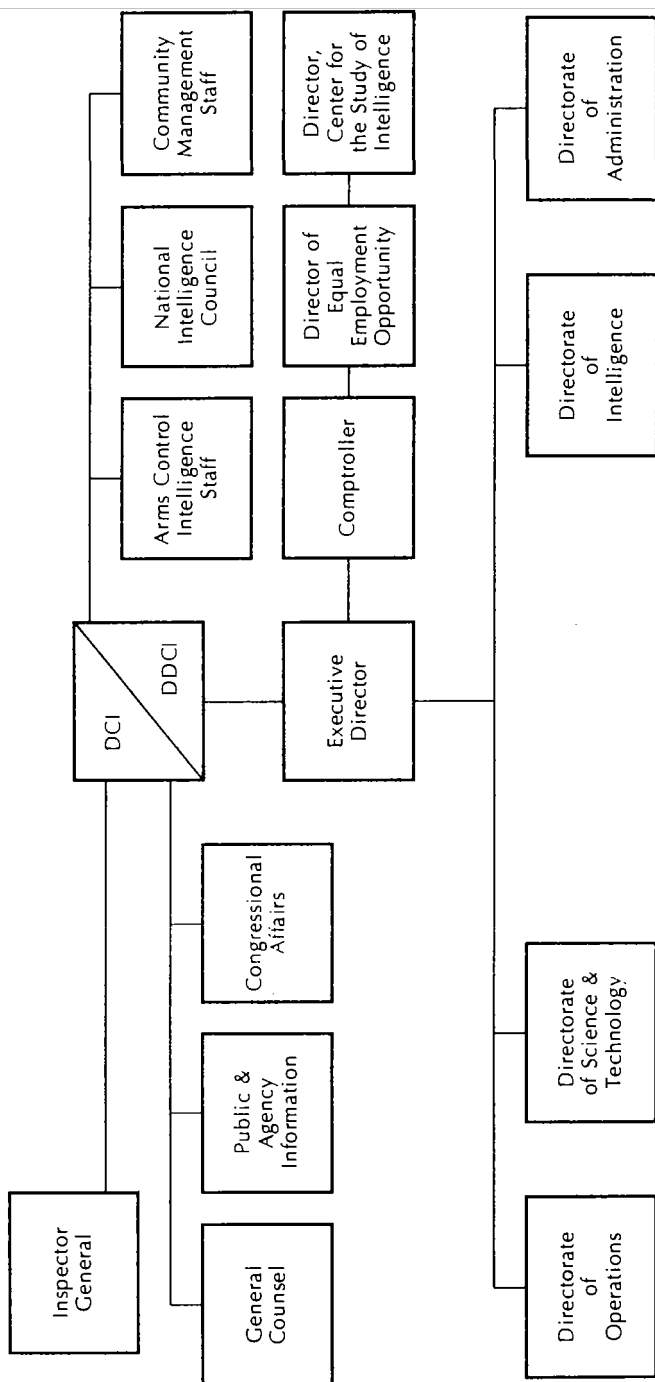 Inspector
General
DCI
DDCI
General
Counsel
Public &
Agency
Information
Congressional
Affairs
Arms Control
Intelligence
Staff
National
Intelligence
Council
Community
Management
Staff
Executive
Director
Comptroller
Director of
Equal
Employment
Opportunity
Director,
Center for
the Study of
Intelligence
Directorate
of
Operations
Directorate
of Science &
Technology
Directorate
of
Intelligence
Directorate
of
Administration